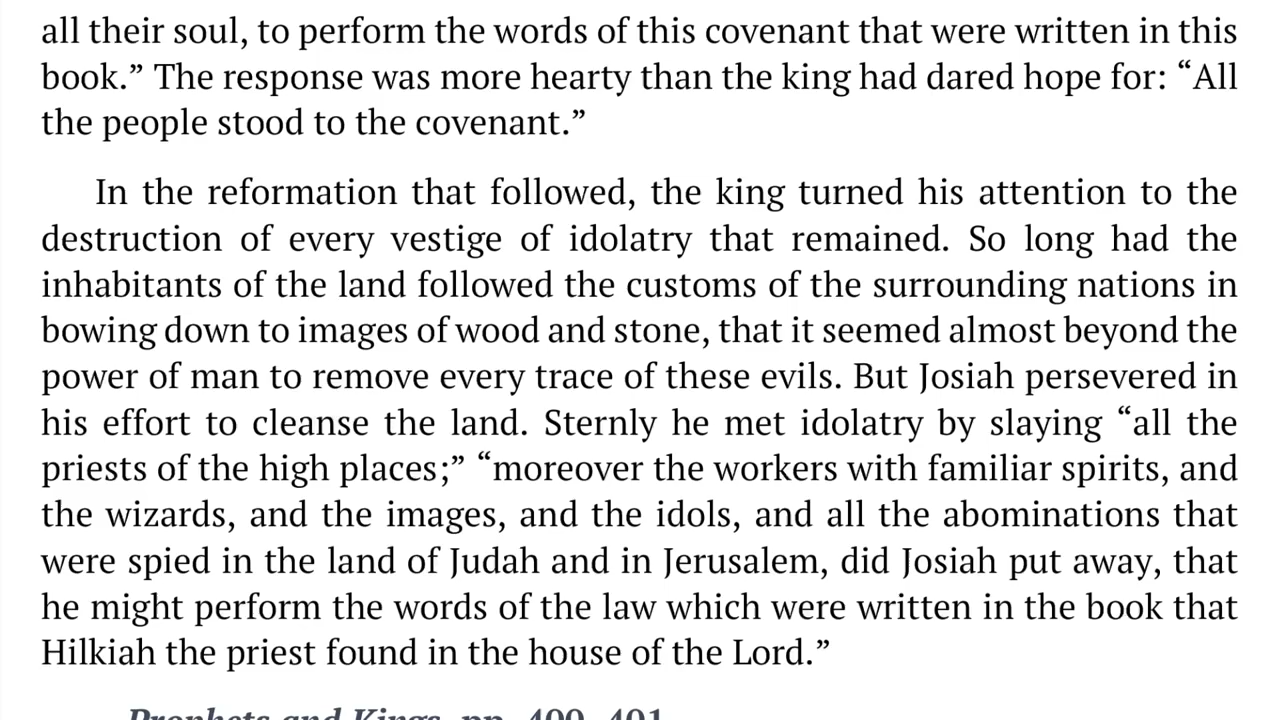 all their soul, to perform the words of this covenant that were written in this
book.” The response was more hearty than the king had dared hope for: “All
the people stood to the covenant.”
In the reformation that followed, the king turned his attention to the
destruction of every vestige of idolatry that remained. So long had the
inhabitants of the land followed the customs of the surrounding nations in
bowing down to images of wood and stone, that it seemed almost beyond the
power of man to remove every trace of these evils. But Josiah persevered in
his effort to cleanse the land. Sternly he met idolatry by slaying “all the
priests of the high places;” “moreover the workers with familiar spirits, and
the wizards, and the images, and the idols, and all the abominations that
were spied in the land of Judah and in Jerusalem, did Josiah put away, that
he might perform the words of the law which were written in the book that
Hilkiah the priest found in the house of the Lord.”
Prophets and Kings, pp. 400, 401